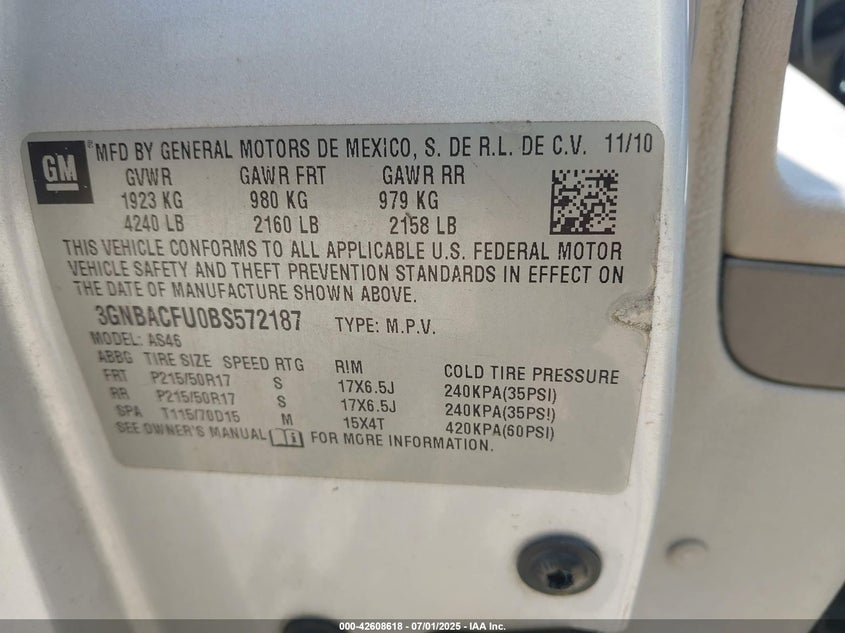 GM
® MFD BY GENERAL MOTORS DE MEXICO, S. DE R.L. DE C.V. 11/10
GVWR GAWR FRT GAWR RR
1923 KG 980 KG 979 KG
4240 LB 2160 LB 2158 LB
THIS VEHICLE CONFORMS TO ALL APPLICABLE U.S. FEDERAL MOTOR
VEHICLE SAFETY AND THEFT PREVENTION STANDARDS IN EFFECT ON
THE DATE OF MANUFACTURE SHOWN ABOVE.
3GNBACFU0BS572187 TYPE: M.P.V.
MODEL: AS46
ABBG TIRE SIZE SPEED RTG RIM COLD TIRE PRESSURE
FRT P215/50R17 S 17X6.5J 240KPA(35PSI)
RR P215/50R17 S 17X6.5J 240KPA(35PSI)
SPA T115/70D15 M 15X4T 420KPA(60PSI)
SEE OWNER'S MANUAL FOR MORE INFORMATION.
000-42608618 - 07/01/2025 - IAA Inc.